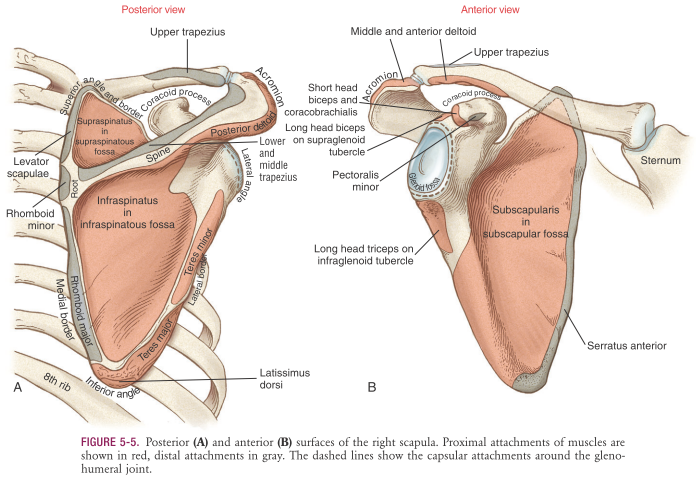 Posterior view
Upper trapezius
Superior angle and border
Coracoid process
Acromion
Supraspinatus
in
supraspinatous
fossa
Posterior deltoid
Spine
Lower
and
middle
trapezius
Lateral angle
Levator
scapulae
Root
Rhomboid
minor
Infraspinatus
in
infraspinatous fossa
Teres minor
Lateral border
Rhomboid major
Medial border
Teres major
Latissimus
dorsi
Inferior angle
8th rib
A
Anterior view
Middle and anterior deltoid
Upper trapezius
Acromion
Coracoid process
Short head
biceps and
coracobrachialis
Long head biceps
on supraglenoid
tubercle
Pectoralis
minor
Glenoid fossa
Sternum
Subscapularis
in
subscapular fossa
Long head triceps on
infraglenoid tubercle
Serratus anterior
B
FIGURE 5-5. Posterior (A) and anterior (B) surfaces of the right scapula. Proximal attachments of muscles are
shown in red, distal attachments in gray. The dashed lines show the capsular attachments around the gleno-
humeral joint.